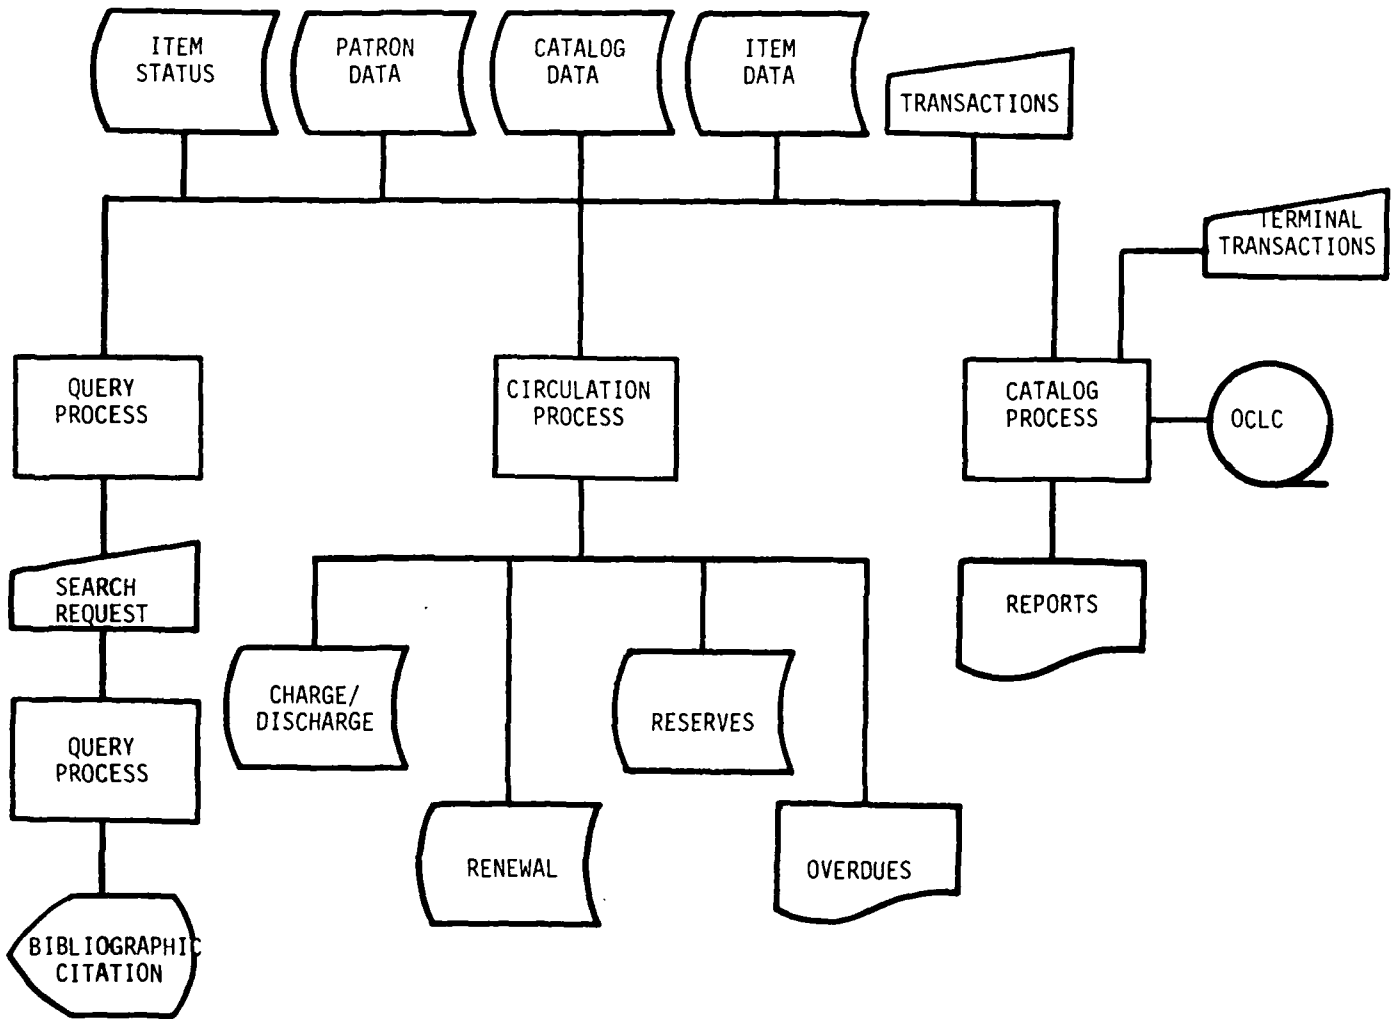 ITEM
STATUS
PATRON
DATA
CATALOG
DATA
ITEM
DATA
TRANSACTIONS
TERMINAL
TRANSACTIONS
QUERY
PROCESS
CIRCULATION
PROCESS
CATALOG
PROCESS
OCLC
SEARCH
REQUEST
REPORTS
CHARGE/
DISCHARGE
RESERVES
QUERY
PROCESS
RENEWAL
OVERDUES
BIBLIOGRAPHIC
CITATION